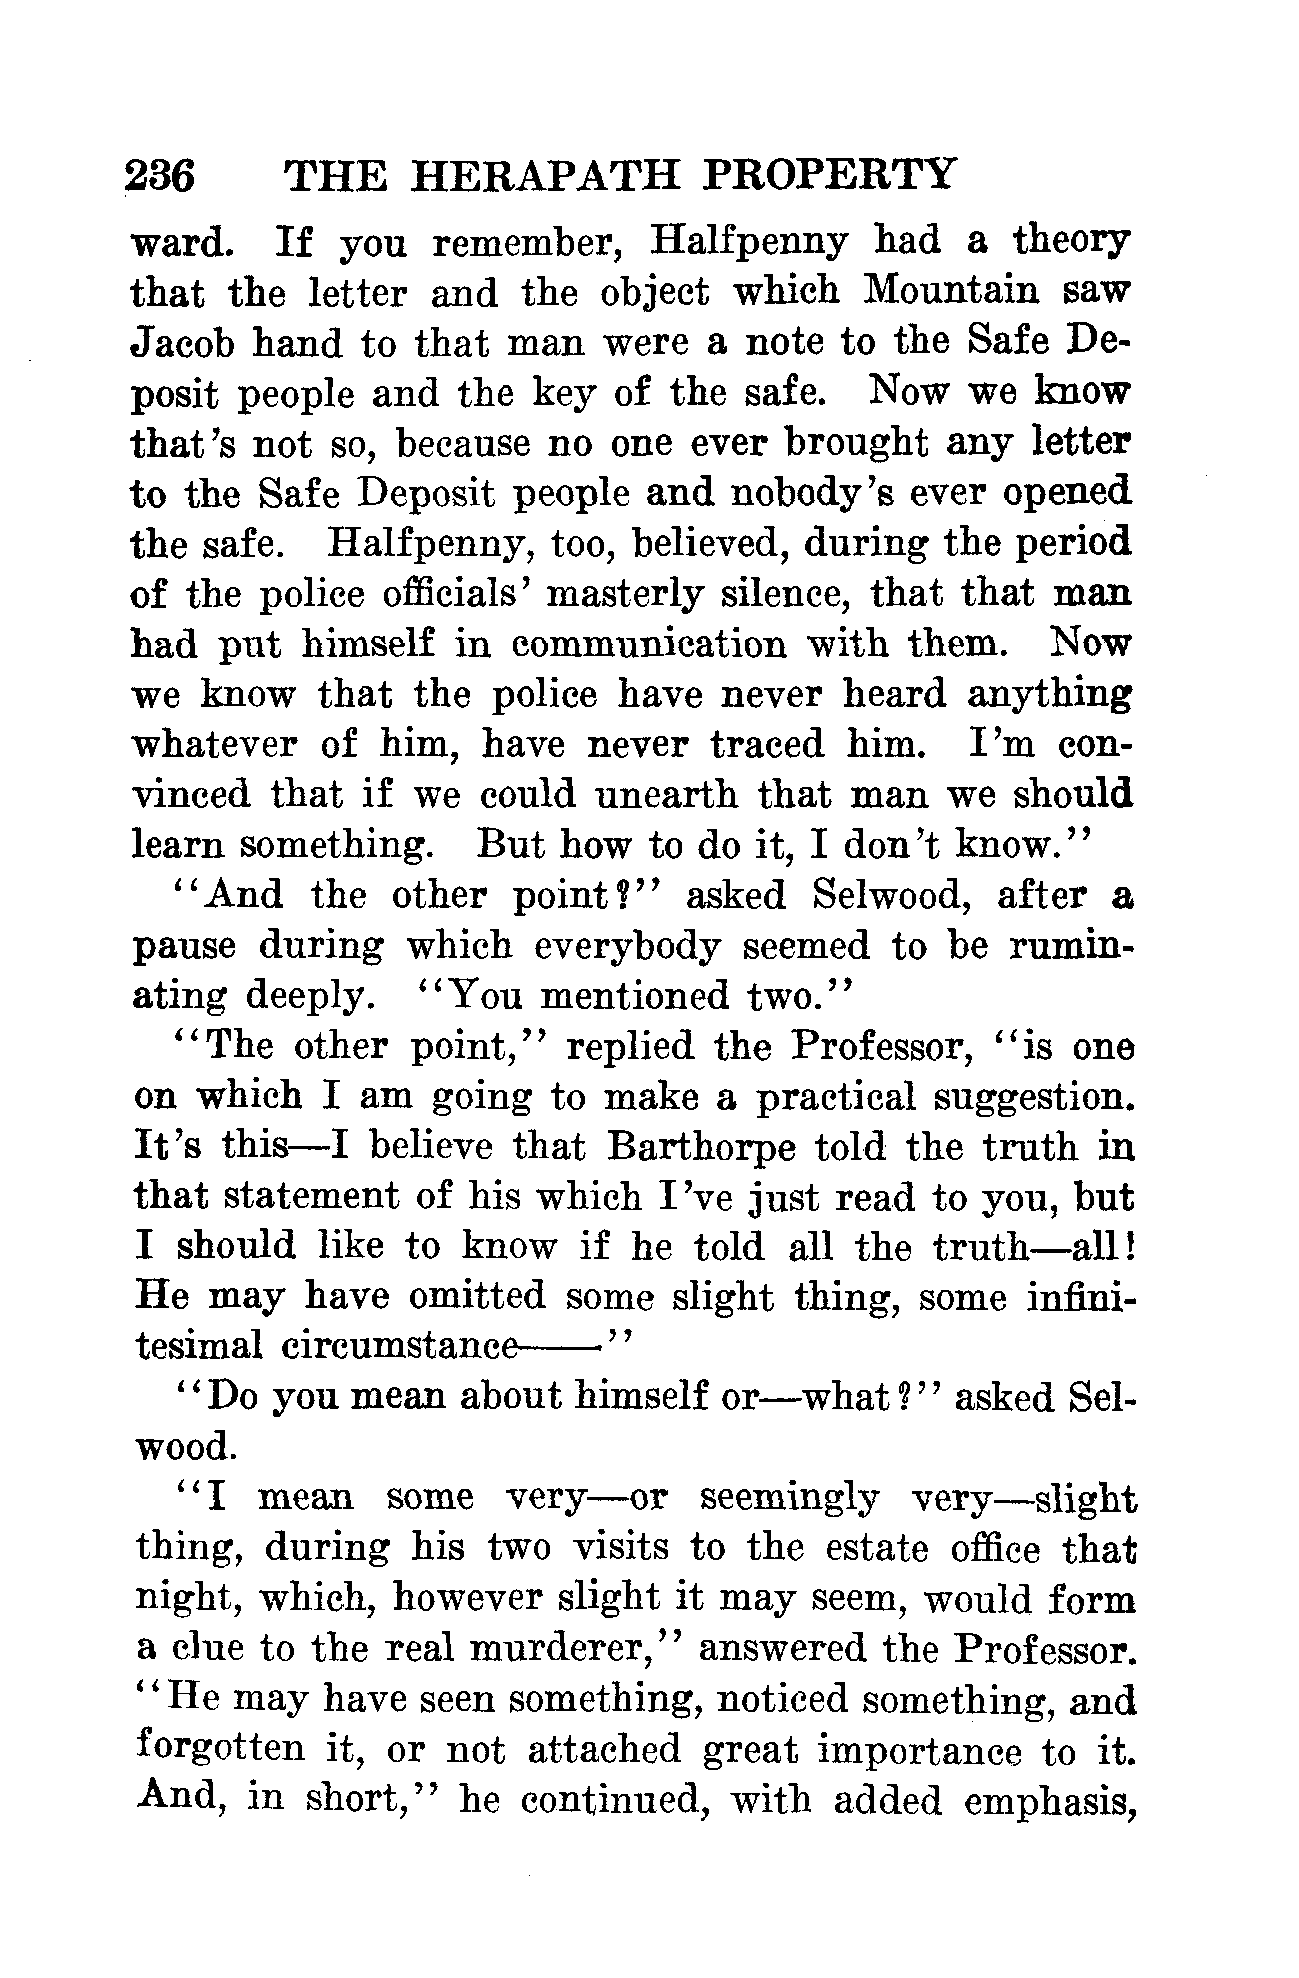 236 THE HERAPATH PROPERTY
ward. If you remember, Halfpenny had a theory
that the letter and the object which Mountain saw
Jacob hand to that man were a note to the Safe De-
posit people and the key of the safe. Now we know
that's not so, because no one ever brought any letter
to the Safe Deposit people and nobody's ever opened
the safe. Halfpenny, too, believed, during the period
of the police officials' masterly silence, that that man
had put himself in communication with them. Now
we know that the police have never heard anything
whatever of him, have never traced him. I'm con-
vinced that if we could unearth that man we should
learn something. But how to do it, I don't know."
"And the other point?" asked Selwood, after a
pause during which everybody seemed to be rumin-
ating deeply. "You mentioned two."
"The other point," replied the Professor, "is one
on which I am going to make a practical suggestion.
It's this—I believe that Barthorpe told the truth in
that statement of his which I've just read to you, but
I should like to know if he told all the truth—all!
He may have omitted some slight thing, some infini-
tesimal circumstance——"
"Do you mean about himself or—what?" asked Sel-
wood.
"I mean some very—or seemingly very—slight
thing, during his two visits to the estate office that
night, which, however slight it may seem, would form
a clue to the real murderer," answered the Professor.
"He may have seen something, noticed something, and
forgotten it, or not attached great importance to it.
And, in short," he continued, with added emphasis,